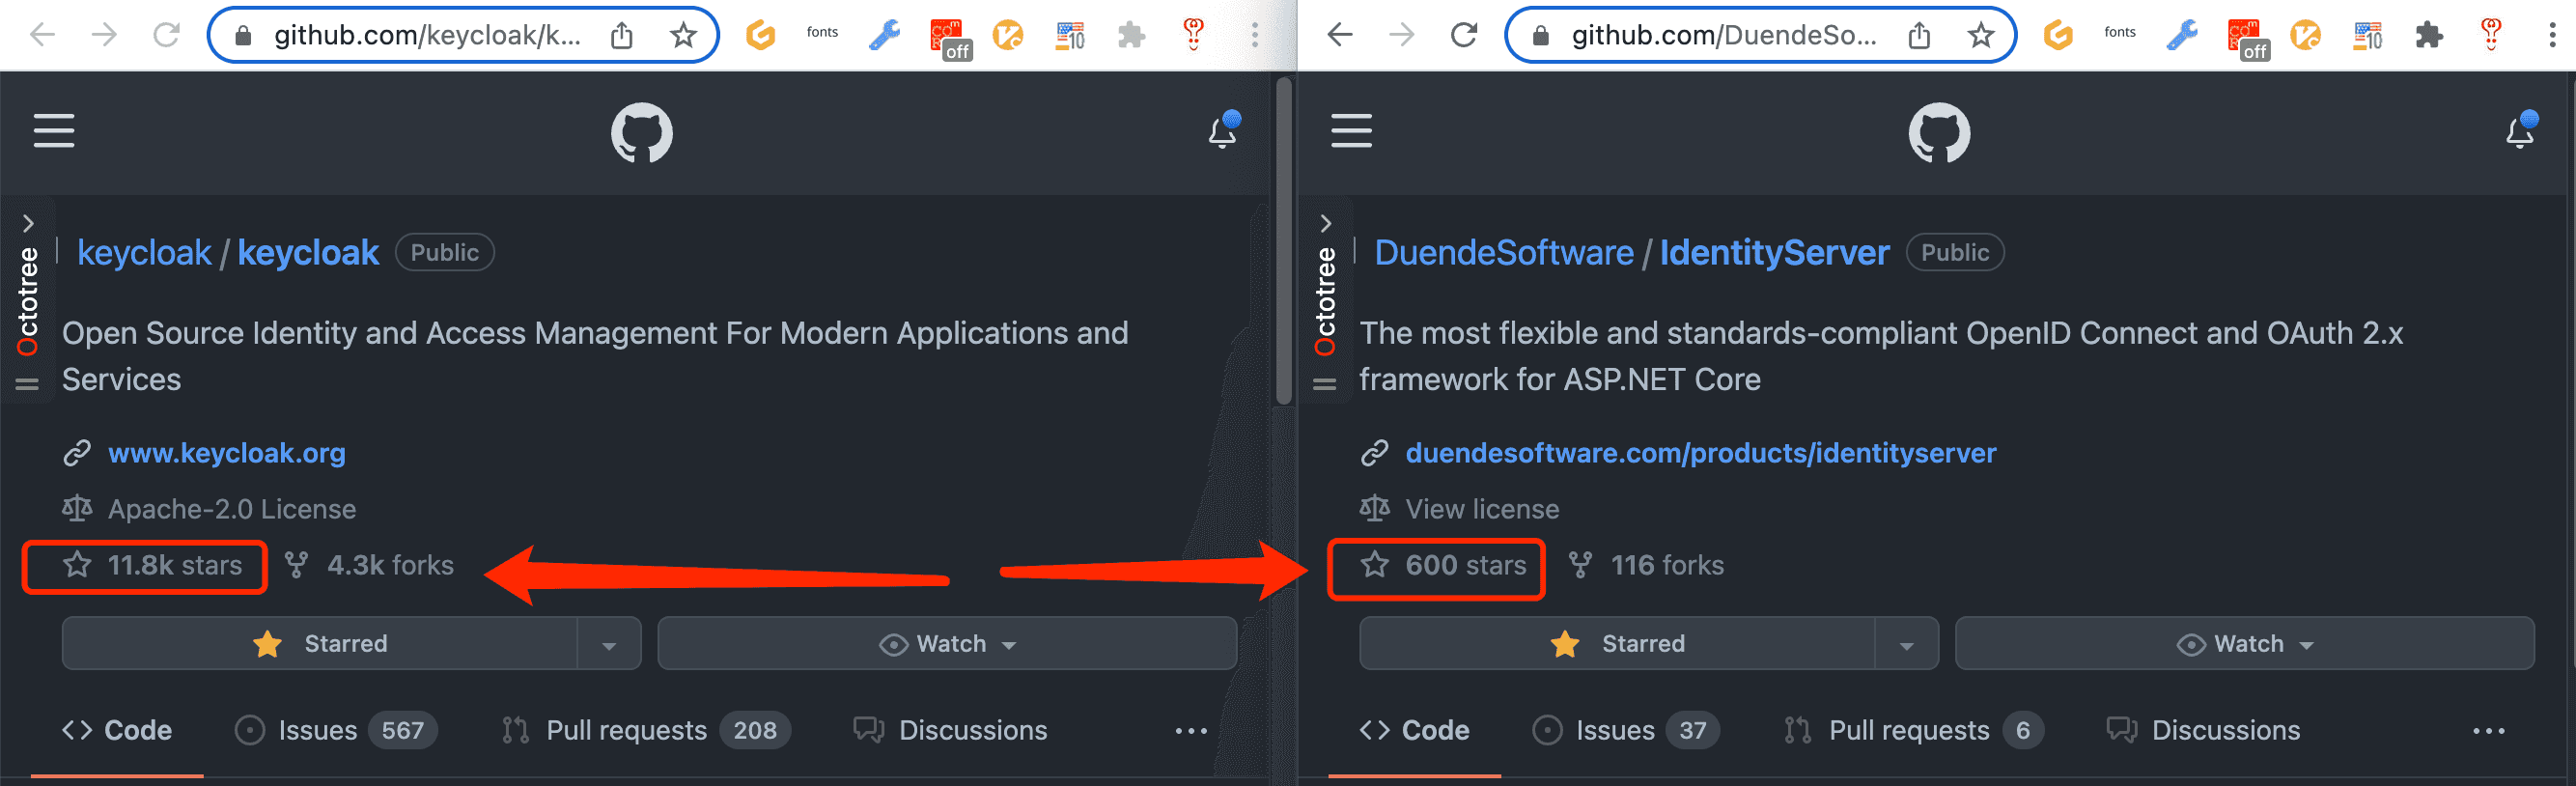 github.com/keycloak/k...
fonts
com
off
10
Octotree
keycloak / keycloak Public
Open Source Identity and Access Management For Modern Applications and
Services
www.keycloak.org
Apache-2.0 License
11.8k stars 4.3k forks
Starred
Watch
Code
Issues 567
Pull requests 208
Discussions
github.com/DuendeSo...
fonts
off
10
Octotree
DuendeSoftware / IdentityServer Public
The most flexible and standards-compliant OpenID Connect and OAuth 2.x
framework for ASP.NET Core
duendesoftware.com/products/identityserver
View license
600 stars 116 forks
Starred
Watch
Code
Issues 37
Pull requests 6
Discussions